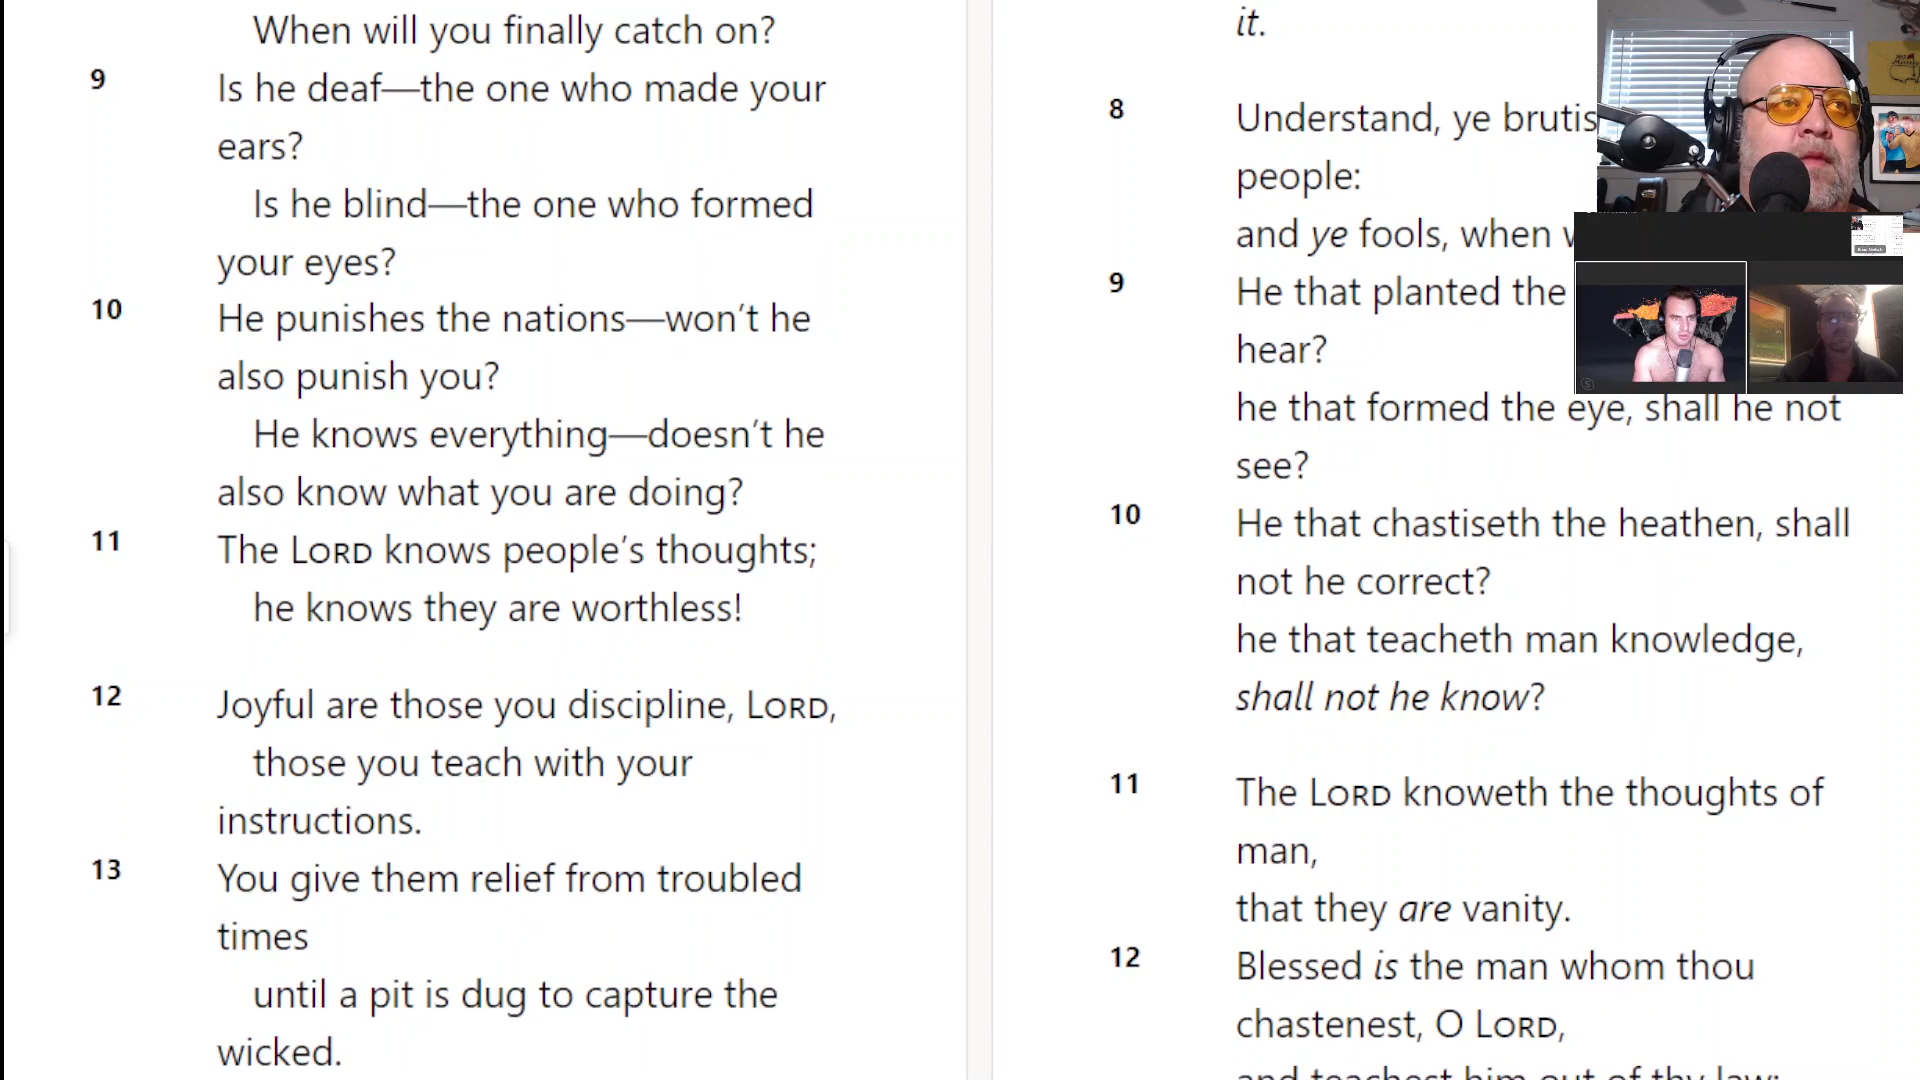 When will you finally catch on?
9
Is he deaf—the one who made your
ears?
Is he blind—the one who formed
your eyes?
10
He punishes the nations—won’t he
also punish you?
He knows everything—doesn’t he
also know what you are doing?
11
The LORD knows people’s thoughts;
he knows they are worthless!
12
Joyful are those you discipline, LORD,
those you teach with your
instructions.
13
You give them relief from troubled
times
until a pit is dug to capture the
wicked.
it.
8
Understand, ye brutis
people:
and ye fools, when
9
He that planted the
hear?
he that formed the eye, shall he not
see?
10
He that chastiseth the heathen, shall
not he correct?
he that teacheth man knowledge,
shall not he know?
11
The LORD knoweth the thoughts of
man,
that they are vanity.
12
Blessed is the man whom thou
chastenest, O LORD,
and teachest him out of thy law;